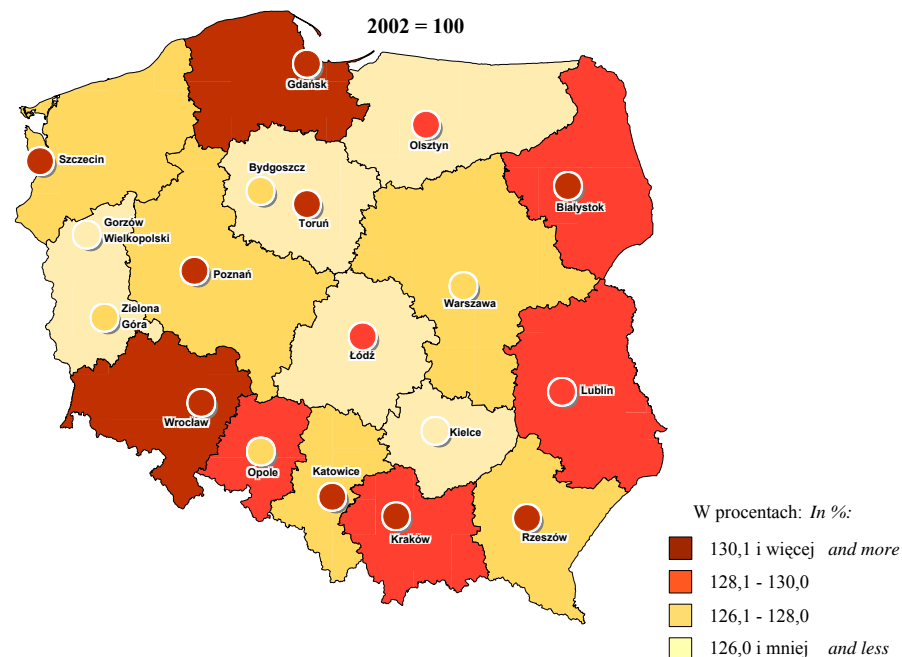 2002 = 100
Gdańsk
Olsztyn
Szczecin
Bydgoszcz
Białystok
Toruń
Gorzów
Wielkopolski
Poznań
Warszawa
Zielona
Góra
Łódź
Lublin
Wrocław
Kielce
Opole
Katowice
Kraków
Rzeszów
W procentach: In %:
130,1 i więcej and more
128,1 - 130,0
126,1 - 128,0
126,0 i mniej and less